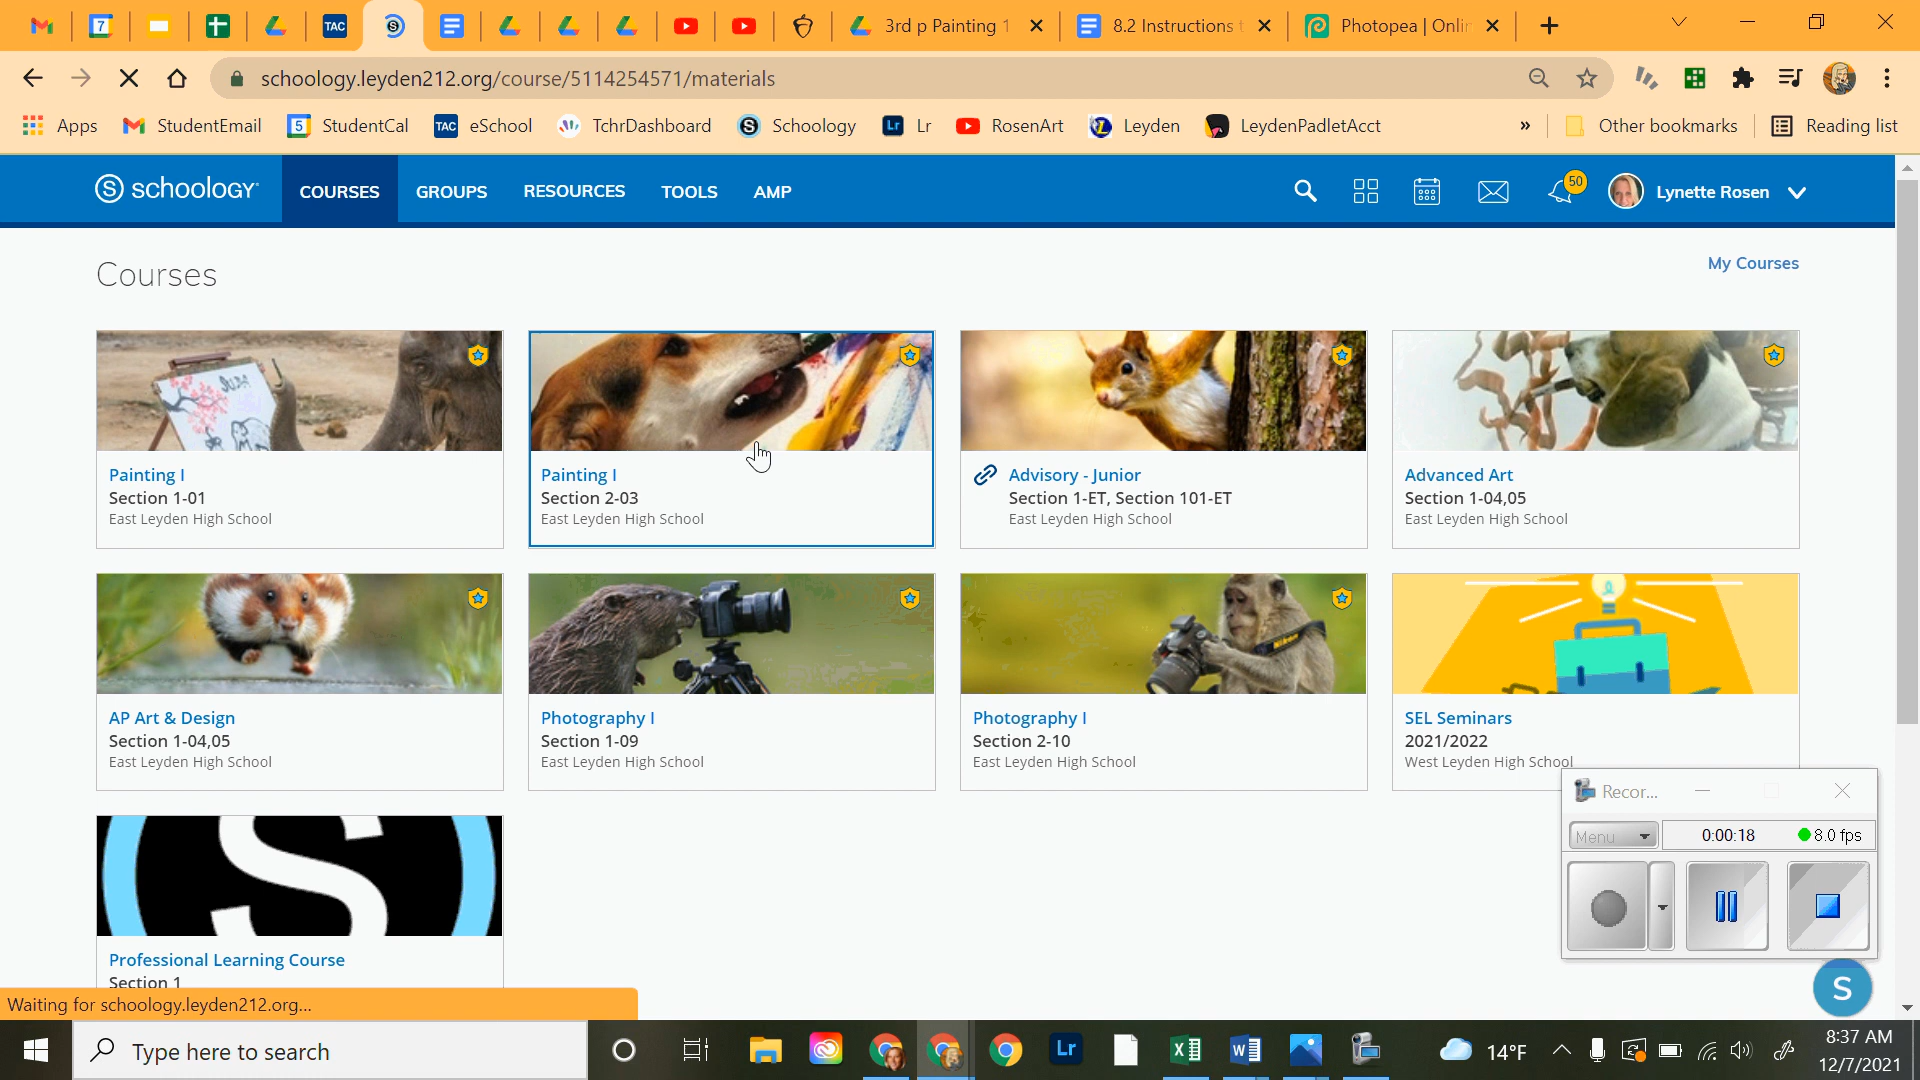 TAC
3rd p Painting 1
8.2 Instructions t
Photopea | Onlin
schoology.leyden212.org/course/5114254571/materials
Apps
StudentEmail
StudentCal
TAC eSchool
TchrDashboard
Schoology
Lr Lr
RosenArt
Leyden
LeydenPadletAcct
»
Other bookmarks
Reading list
S schoology
COURSES
GROUPS
RESOURCES
TOOLS
AMP
50
Lynette Rosen
Courses
My Courses
Painting I
Section 1-01
East Leyden High School
Painting I
Section 2-03
East Leyden High School
Advisory - Junior
Section 1-ET, Section 101-ET
East Leyden High School
Advanced Art
Section 1-04,05
East Leyden High School
AP Art & Design
Section 1-04,05
East Leyden High School
Photography I
Section 1-09
East Leyden High School
Photography I
Section 2-10
East Leyden High School
SEL Seminars
2021/2022
West Leyden High School
Professional Learning Course
Section 1
Recor...
Menu
0:00:18
8.0 fps
S
Waiting for schoology.leyden212.org...
Type here to search
Lr
14°F
8:37 AM
12/7/2021